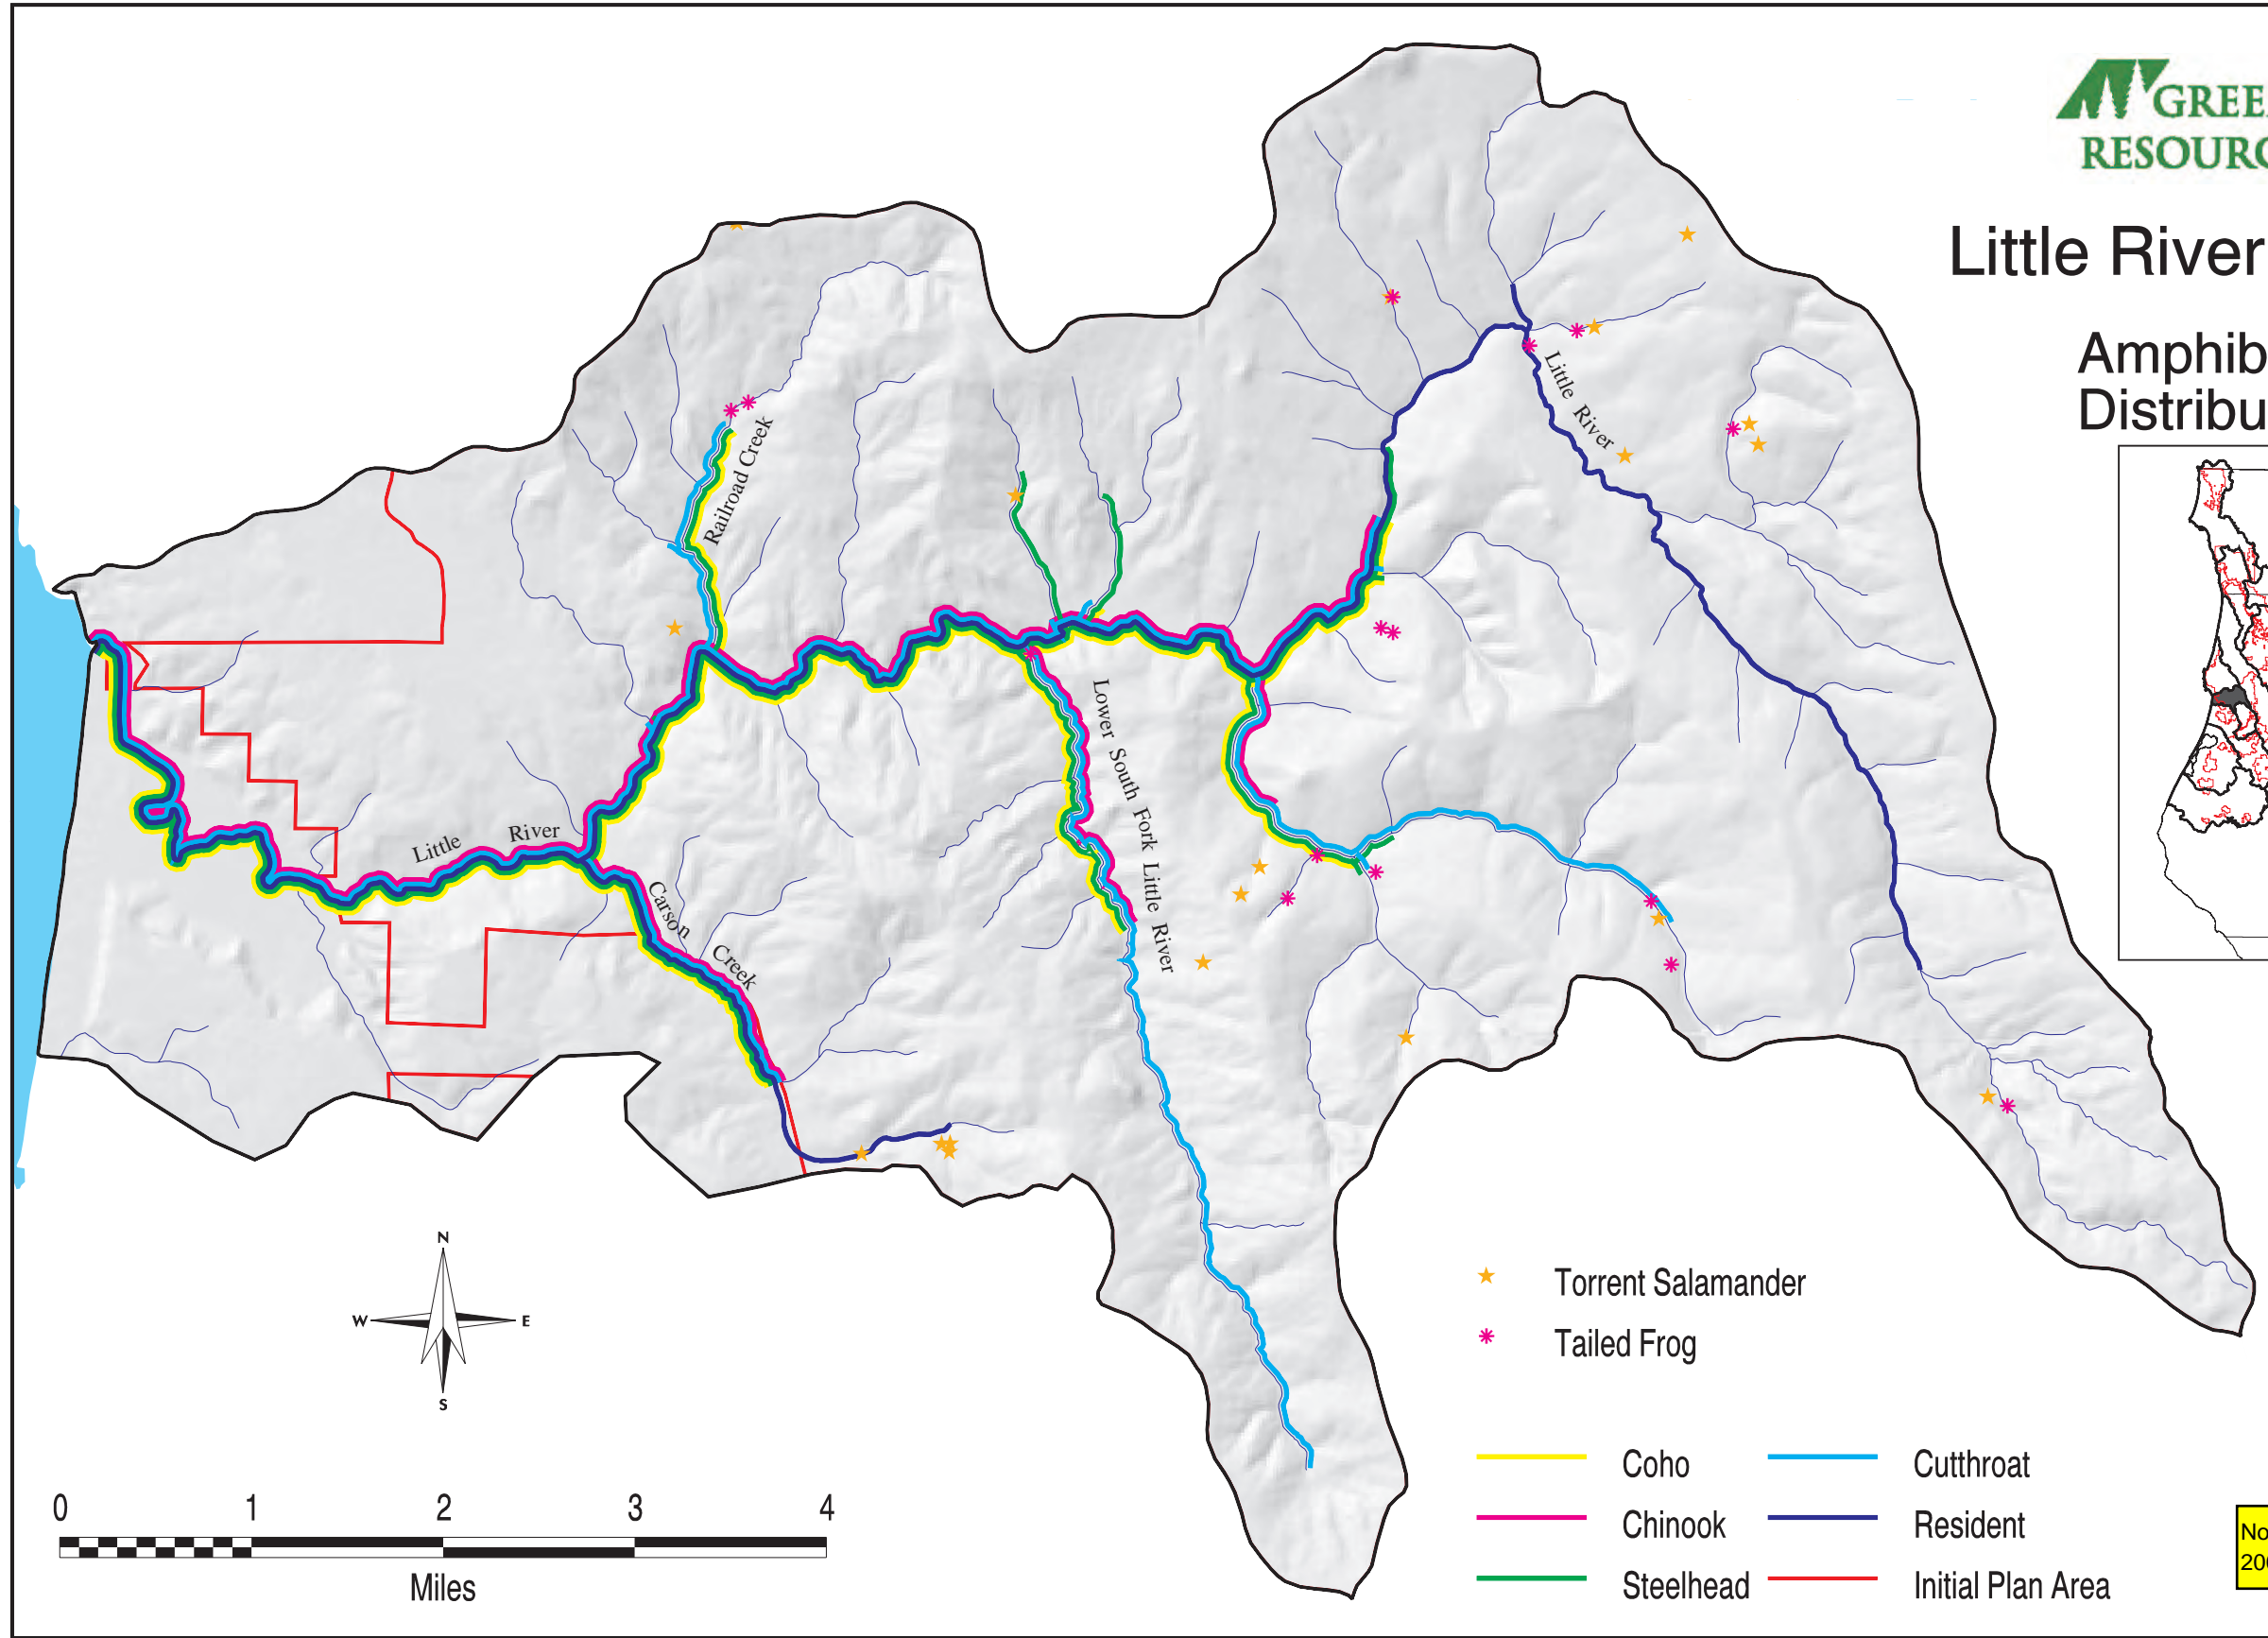 GREE
RESOURC
Little River
Amphib
Distribu
Railroad Creek
Little River
Lower South Fork Little River
Little River
Carson Creek
N
W E
S
Torrent Salamander
Tailed Frog
0 1 2 3 4
Miles
Coho Cutthroat
Chinook Resident
Steelhead Initial Plan Area
No
200